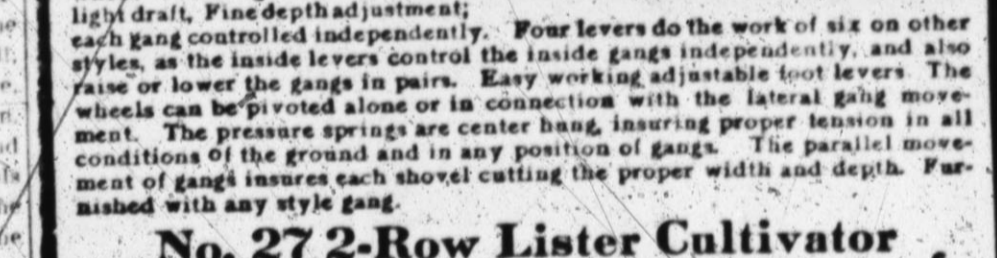 light draft, Fine depth adjustment;
each gang controlled independently. Four levers do the work of six on other
styles, as the inside levers control the inside gangs independently, and also
raise or lower the gangs in pairs. Easy working adjustable foot levers. The
wheels can be pivoted alone or in connection with the lateral gang move-
ment. The pressure springs are center hung, insuring proper tension in all
conditions of the ground and in any position of gangs. The parallel move-
ment of gangs insures each shovel cutting the proper width and depth. Fur-
nished with any style gang.
No. 27 2-Row Lister Cultivator